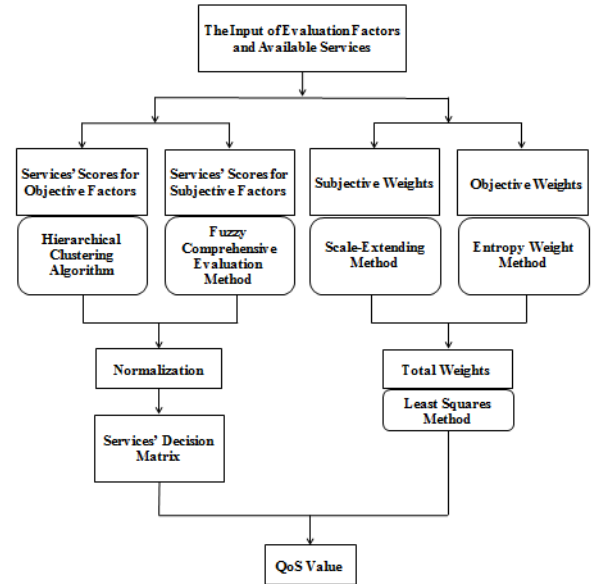 The Input of Evaluation Factors
and Available Services
Services' Scores for
Objective Factors
Services' Scores for
Subjective Factors
Subjective Weights
Objective Weights
Hierarchical
Clustering
Algorithm
Fuzzy
Comprehensive
Evaluation
Method
Scale-Extending
Method
Entropy Weight
Method
Normalization
Total Weights
Least Squares
Method
Services' Decision
Matrix
QoS Value